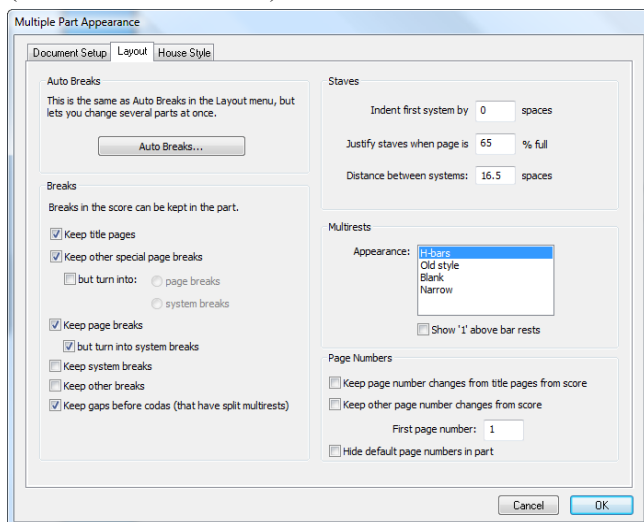 Multiple Part Appearance
Document Setup Layout House Style
Auto Breaks
This is the same as Auto Breaks in the Layout menu, but
lets you change several parts at once.
Auto Breaks...
Breaks
Breaks in the score can be kept in the part.
Keep title pages
Keep other special page breaks
but turn into: page breaks
system breaks
Keep page breaks
but turn into system breaks
Keep system breaks
Keep other breaks
Keep gaps before codas (that have split multirests)
Staves
Indent first system by 0 spaces
Justify staves when page is 65 % full
Distance between systems: 16.5 spaces
Multirests
Appearance: H-bars
Old style
Blank
Narrow
Show '1' above bar rests
Page Numbers
Keep page number changes from title pages from score
Keep other page number changes from score
First page number: 1
Hide default page numbers in part
Cancel OK